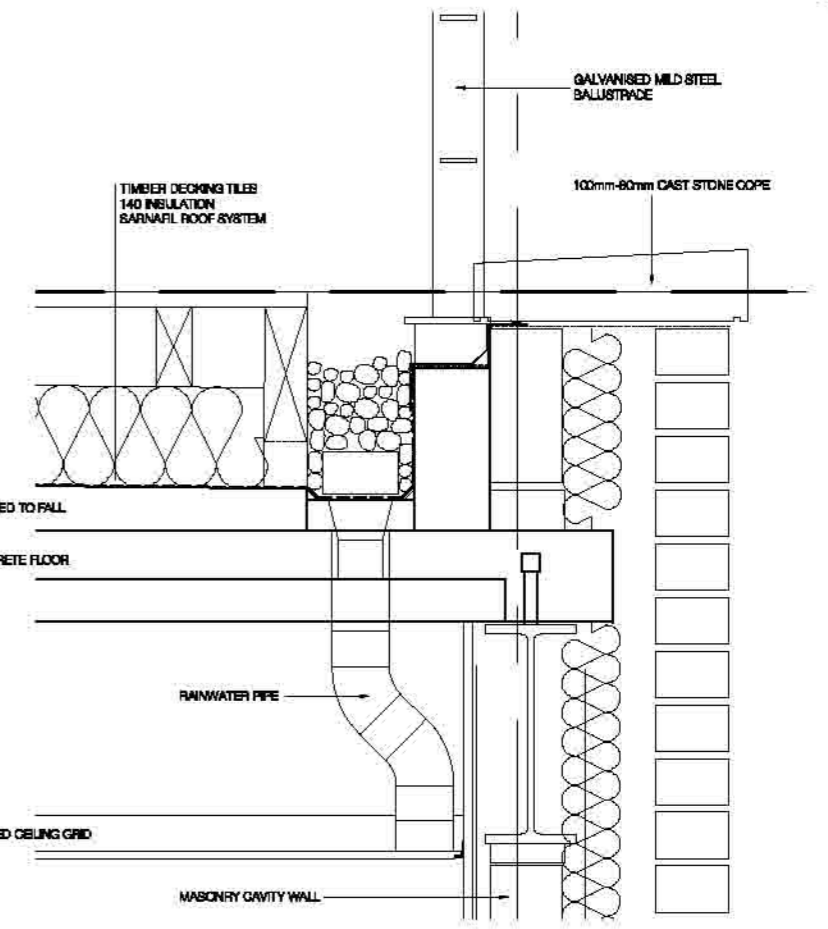 GALVANISED MILD STEEL
BALUSTRADE
TIMBER DECKING TILES
140 INSULATION
SARNAFIL ROOF SYSTEM
100mm-80mm CAST STONE COPE
ED TO FALL
RETE FLOOR
RAINWATER PIPE
ED CEILING GRID
MASONRY CAVITY WALL